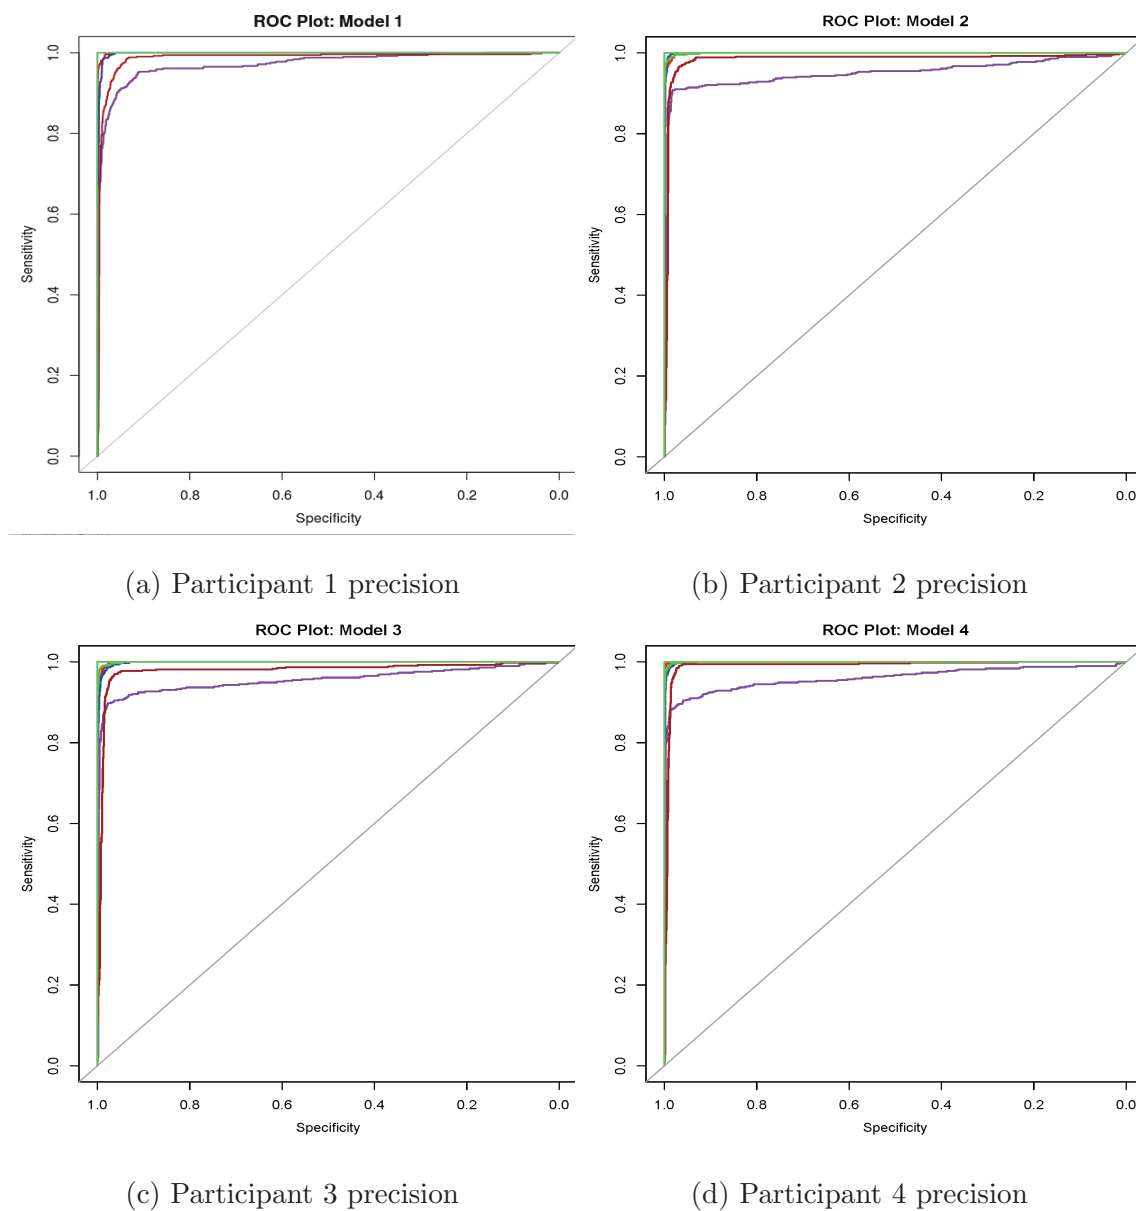 ROC Plot: Model 1
1.0
0.8
0.6
0.4
0.2
0.0
Sensitivity
1.0 0.8 0.6 0.4 0.2 0.0
Specificity
(a) Participant 1 precision
ROC Plot: Model 2
1.0
0.8
0.6
0.4
0.2
0.0
Sensitivity
1.0 0.8 0.6 0.4 0.2 0.0
Specificity
(b) Participant 2 precision
ROC Plot: Model 3
1.0
0.8
0.6
0.4
0.2
0.0
Sensitivity
1.0 0.8 0.6 0.4 0.2 0.0
Specificity
(c) Participant 3 precision
ROC Plot: Model 4
1.0
0.8
0.6
0.4
0.2
0.0
Sensitivity
1.0 0.8 0.6 0.4 0.2 0.0
Specificity
(d) Participant 4 precision